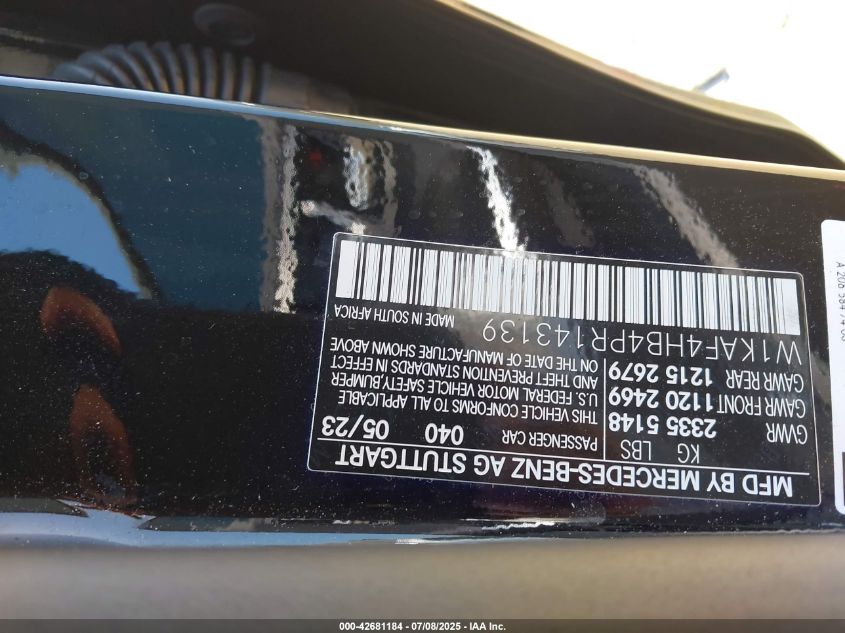 MFD BY MERCEDES-BENZ AG STUTTGART
KG LBS PASSENGER CAR 040 05/23
GVWR 2335 5148
GAWR FRONT 1120 2469
GAWR REAR 1215 2679
THIS VEHICLE CONFORMS TO ALL APPLICABLE
U.S. FEDERAL MOTOR VEHICLE SAFETY,BUMPER
AND THEFT PREVENTION STANDARDS IN EFFECT
ON THE DATE OF MANUFACTURE SHOWN ABOVE
W1KAF4HB4PR143139
MADE IN SOUTH AFRICA
000-42681184 - 07/08/2025 - IAA Inc.